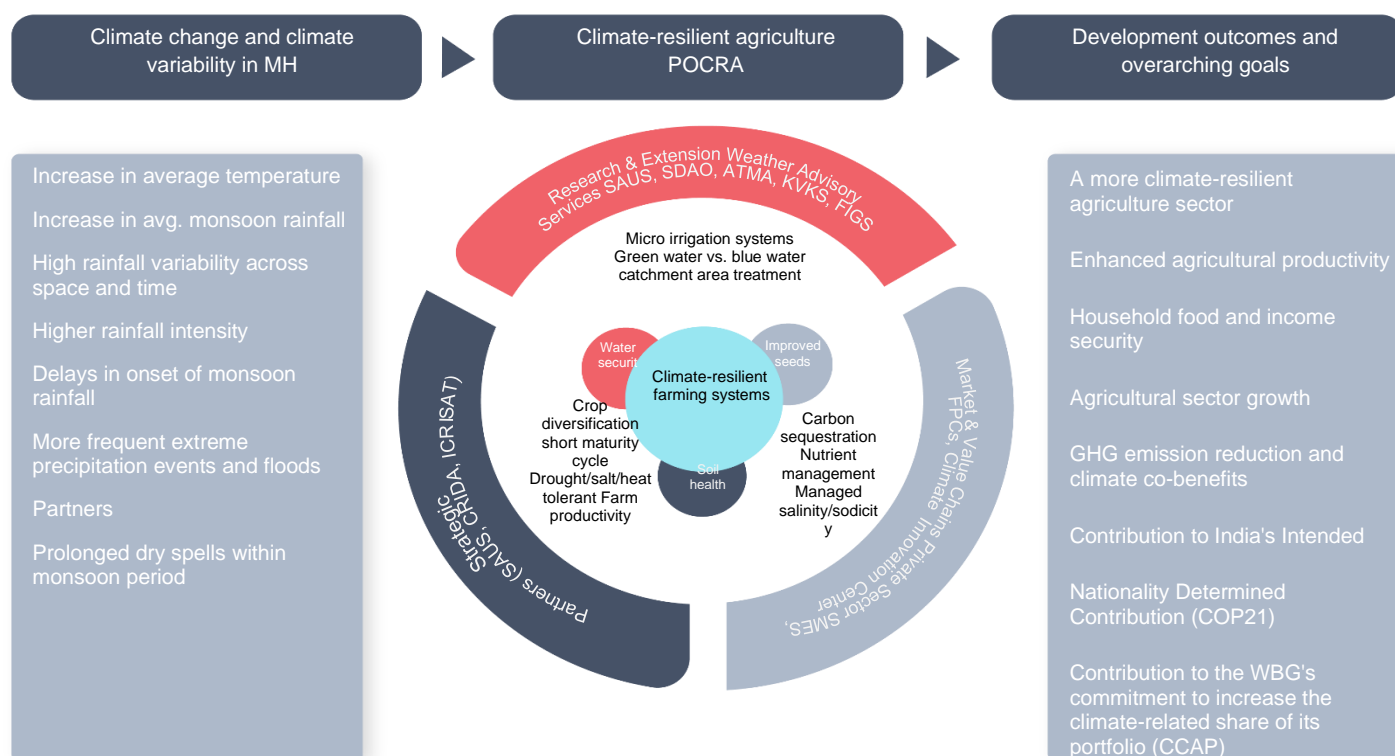 Climate change and climate
variability in MH
Climate-resilient agriculture
POCRA
Development outcomes and
overarching goals
Increase in average temperature
Increase in avg. monsoon rainfall
High rainfall variability across
space and time
Higher rainfall intensity
Delays in onset of monsoon
rainfall
More frequent extreme
precipitation events and floods
Partners
Prolonged dry spells within
monsoon period
Research & Extension Weather Advisory
Services SAUS, SDAO, ATMA, KVKS, FIGS
Micro irrigation systems
Green water vs. blue water
catchment area treatment
Water
securit
Improved
seeds
Climate-resilient
farming systems
Soil
health
Crop
diversification
short maturity
cycle
Drought/salt/heat
tolerant Farm
productivity
Carbon
sequestration
Nutrient
management
Managed
salinity/sodicit
y
Strategic
Partners (SAUS, CRIDA, ICRISAT)
Market & Value Chains Private Sector SMES,
FPCs, Climate Innovation Center
A more climate-resilient
agriculture sector
Enhanced agricultural productivity
Household food and income
security
Agricultural sector growth
GHG emission reduction and
climate co-benefits
Contribution to India's Intended
Nationality Determined
Contribution (COP21)
Contribution to the WBG's
commitment to increase the
climate-related share of its
portfolio (CCAP)